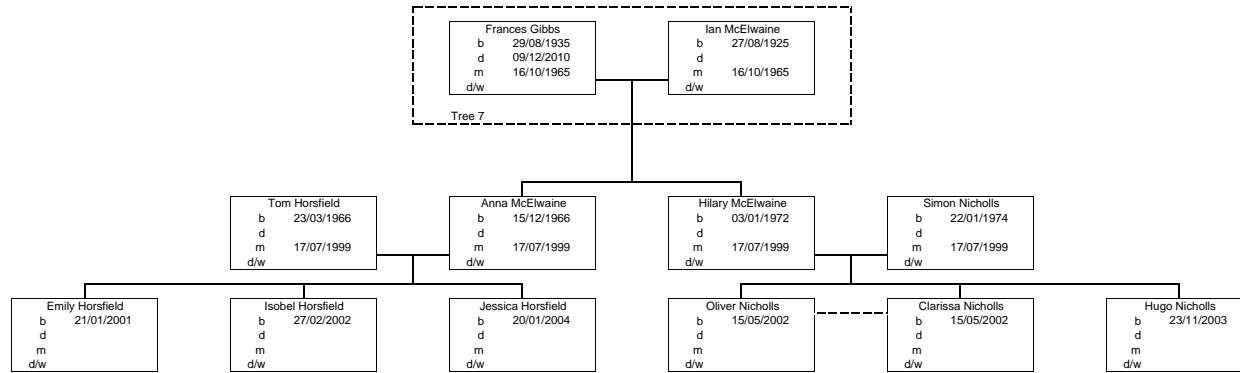 Frances Gibbs
b 29/08/1935
d 09/12/2010
m 16/10/1965
d/w
Ian McElwaine
b 27/08/1925
d
m 16/10/1965
d/w
Tree 7
Tom Horsfield
b 23/03/1966
d
m 17/07/1999
d/w
Anna McElwaine
b 15/12/1966
d
m 17/07/1999
d/w
Hilary McElwaine
b 03/01/1972
d
m 17/07/1999
d/w
Simon Nicholls
b 22/01/1974
d
m 17/07/1999
d/w
Emily Horsfield
b 21/01/2001
d
m
d/w
Isobel Horsfield
b 27/02/2002
d
m
d/w
Jessica Horsfield
b 20/01/2004
d
m
d/w
Oliver Nicholls
b 15/05/2002
d
m
d/w
Clarissa Nicholls
b 15/05/2002
d
m
d/w
Hugo Nicholls
b 23/11/2003
d
m
d/w